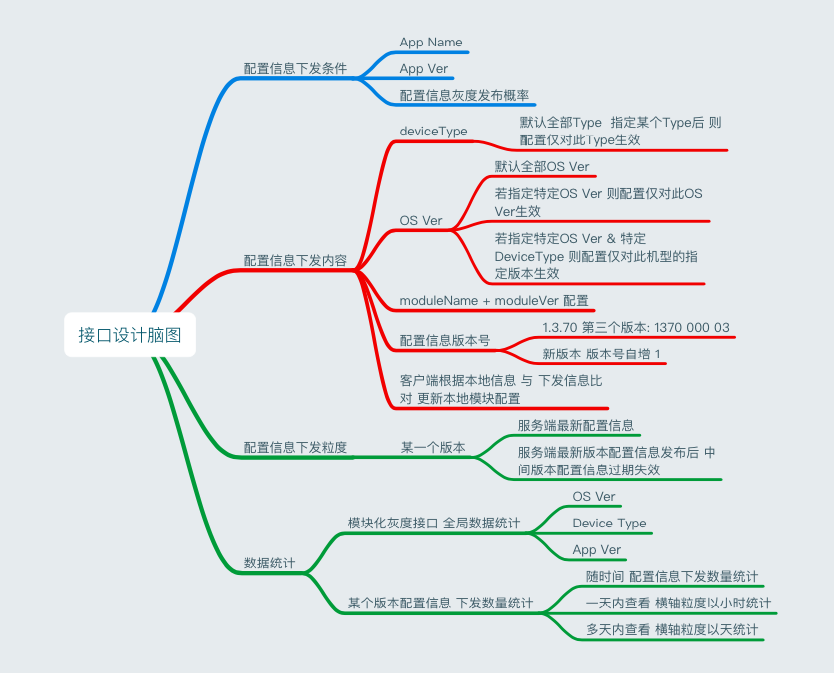 接口设计脑图
配置信息下发条件
App Name
App Ver
配置信息灰度发布概率
配置信息下发内容
deviceType
默认全部Type 指定某个Type后 则
配置仅对此Type生效
OS Ver
默认全部OS Ver
若指定特定OS Ver 则配置仅对此OS
Ver生效
若指定特定OS Ver & 特定
DeviceType 则配置仅对此机型的指
定版本生效
moduleName + moduleVer 配置
配置信息版本号
1.3.70 第三个版本: 1370 000 03
新版本 版本号自增 1
客户端根据本地信息 与 下发信息比
对 更新本地模块配置
配置信息下发粒度
某一个版本
服务端最新配置信息
服务端最新版本配置信息发布后 中
间版本配置信息过期失效
数据统计
模块化灰度接口 全局数据统计
OS Ver
Device Type
App Ver
某个版本配置信息 下发数量统计
随时间 配置信息下发数量统计
一天内查看 横轴粒度以小时统计
多天内查看 横轴粒度以天统计